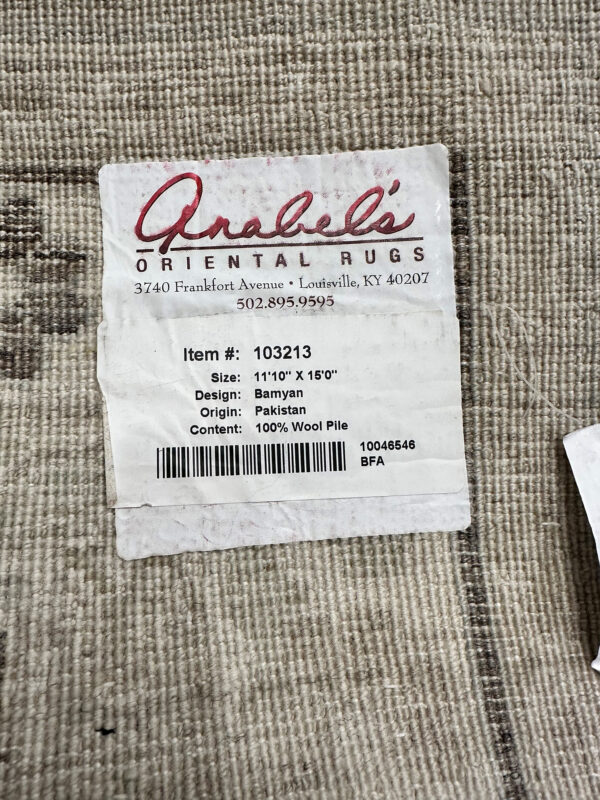 Anabel's
ORIENTAL RUGS
3740 Frankfort Avenue • Louisville, KY 40207
502.895.9595
Item #: 103213
Size: 11'10" X 15'0"
Design: Bamyan
Origin: Pakistan
Content: 100% Wool Pile
10046546
BFA